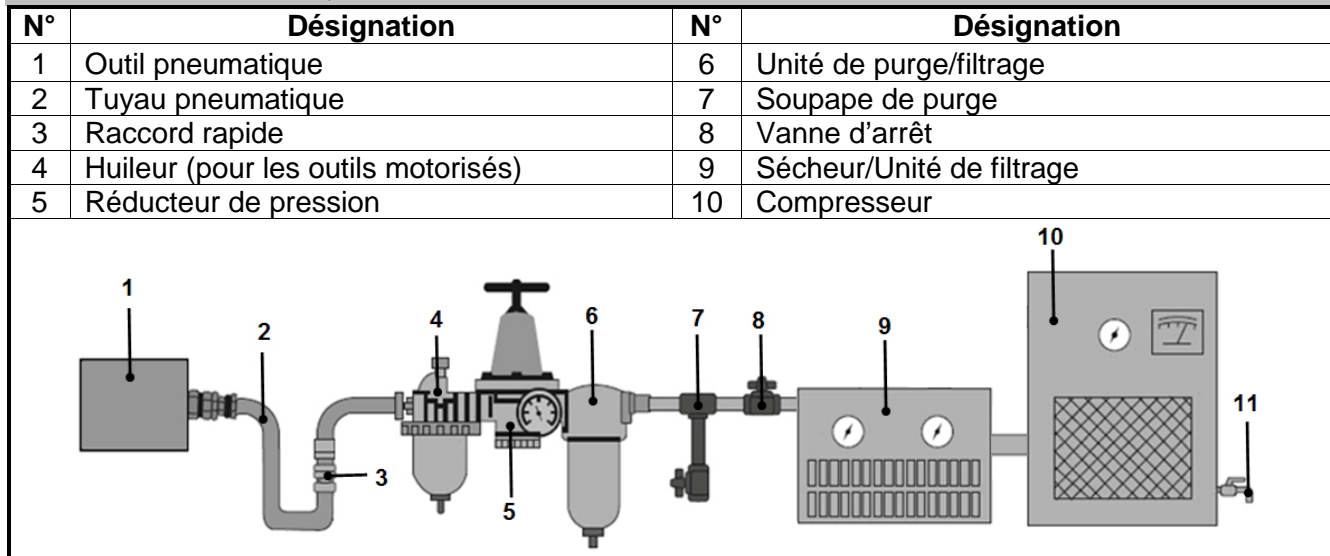 N° Désignation N° Désignation
1 Outil pneumatique 6 Unité de purge/filtrage
2 Tuyau pneumatique 7 Soupape de purge
3 Raccord rapide 8 Vanne d'arrêt
4 Huileur (pour les outils motorisés) 9 Sécheur/Unité de filtrage
5 Réducteur de pression 10 Compresseur
10
1
2
4
6
7
8
9
11
3
5